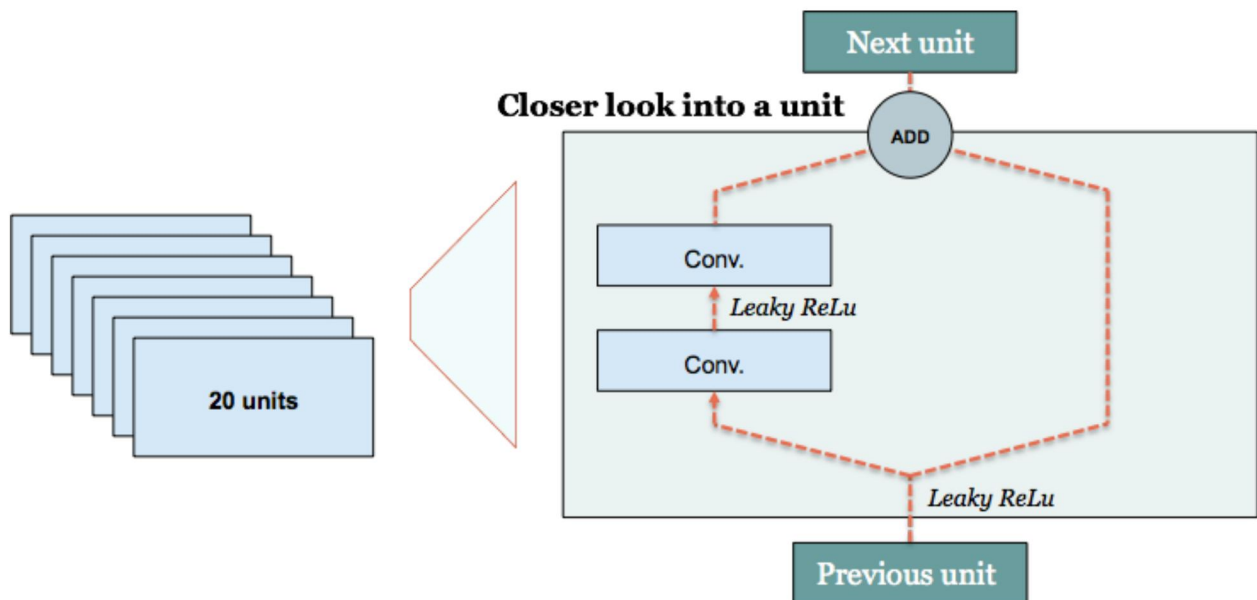 Next unit
Closer look into a unit
ADD
Conv.
Leaky ReLu
Conv.
20 units
Leaky ReLu
Previous unit